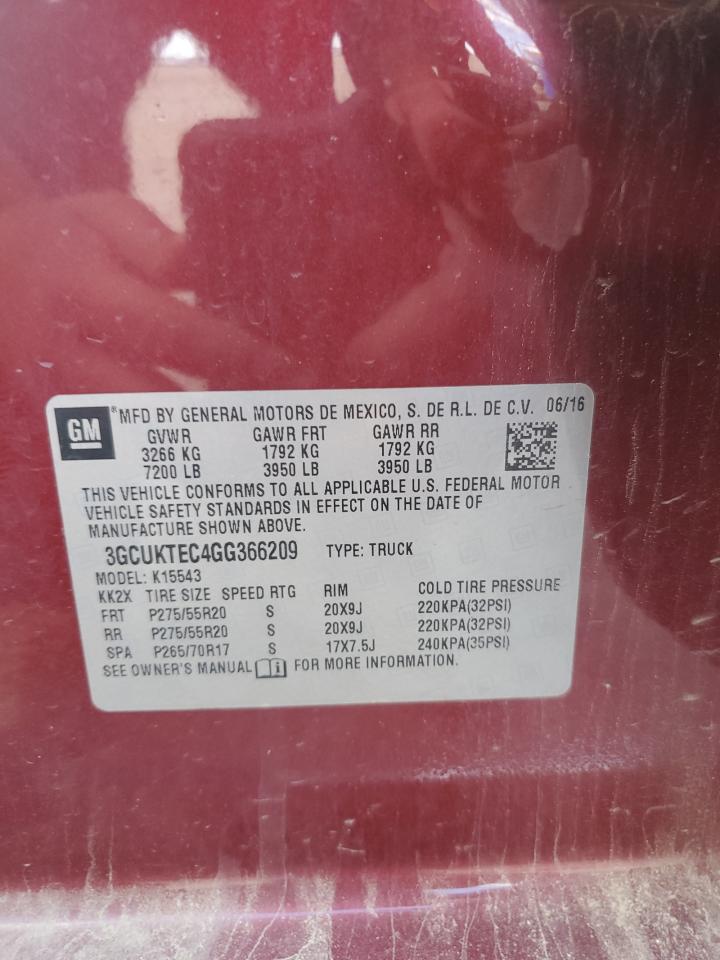 GM ® MFD BY GENERAL MOTORS DE MEXICO, S. DE R.L. DE C.V. 06/16
GVWR GAWR FRT GAWR RR
3266 KG 1792 KG 1792 KG
7200 LB 3950 LB 3950 LB
THIS VEHICLE CONFORMS TO ALL APPLICABLE U.S. FEDERAL MOTOR
VEHICLE SAFETY STANDARDS IN EFFECT ON THE DATE OF
MANUFACTURE SHOWN ABOVE.
3GCUKTEC4GG366209 TYPE: TRUCK
MODEL: K15543
KK2X TIRE SIZE SPEED RTG RIM COLD TIRE PRESSURE
FRT P275/55R20 S 20X9J 220KPA(32PSI)
RR P275/55R20 S 20X9J 220KPA(32PSI)
SPA P265/70R17 S 17X7.5J 240KPA(35PSI)
SEE OWNER'S MANUAL FOR MORE INFORMATION.